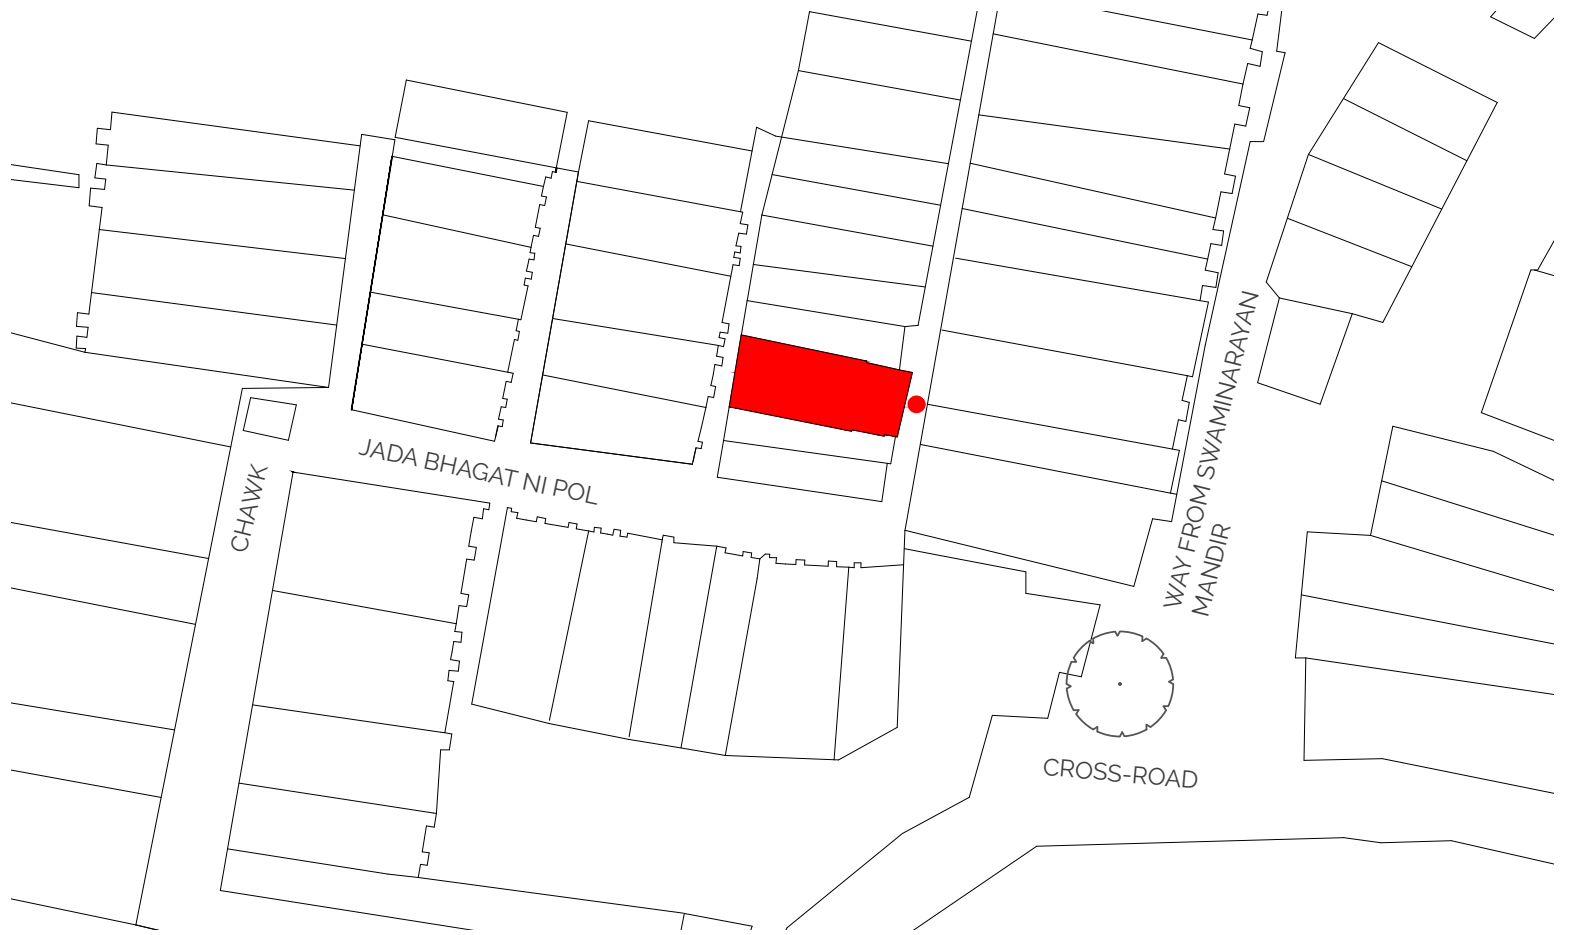 JADA BHAGAT NI POL
CHAWK
WAY FROM SWAMINARAYAN
MANDIR
CROSS-ROAD